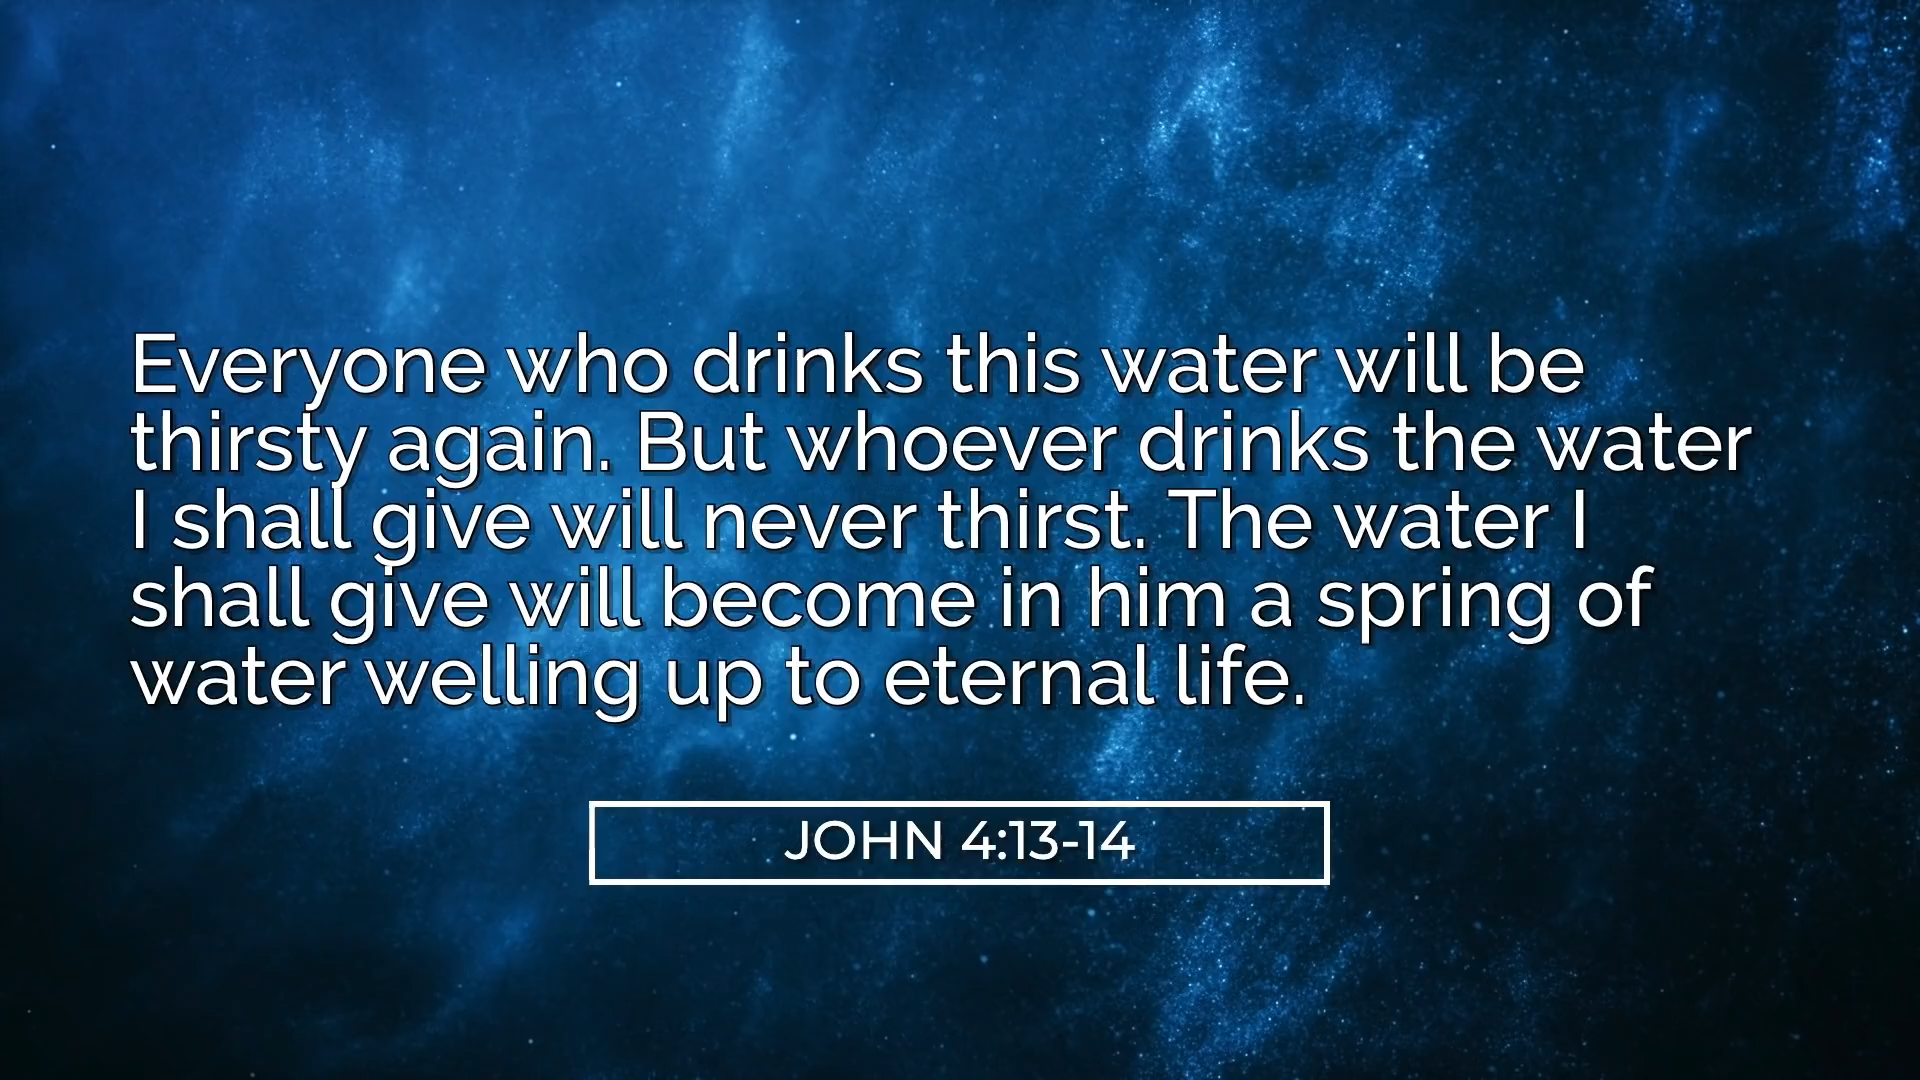 Everyone who drinks this water will be
thirsty again. But whoever drinks the water
I shall give will never thirst. The water I
shall give will become in him a spring of
water welling up to eternal life.
JOHN 4:13-14